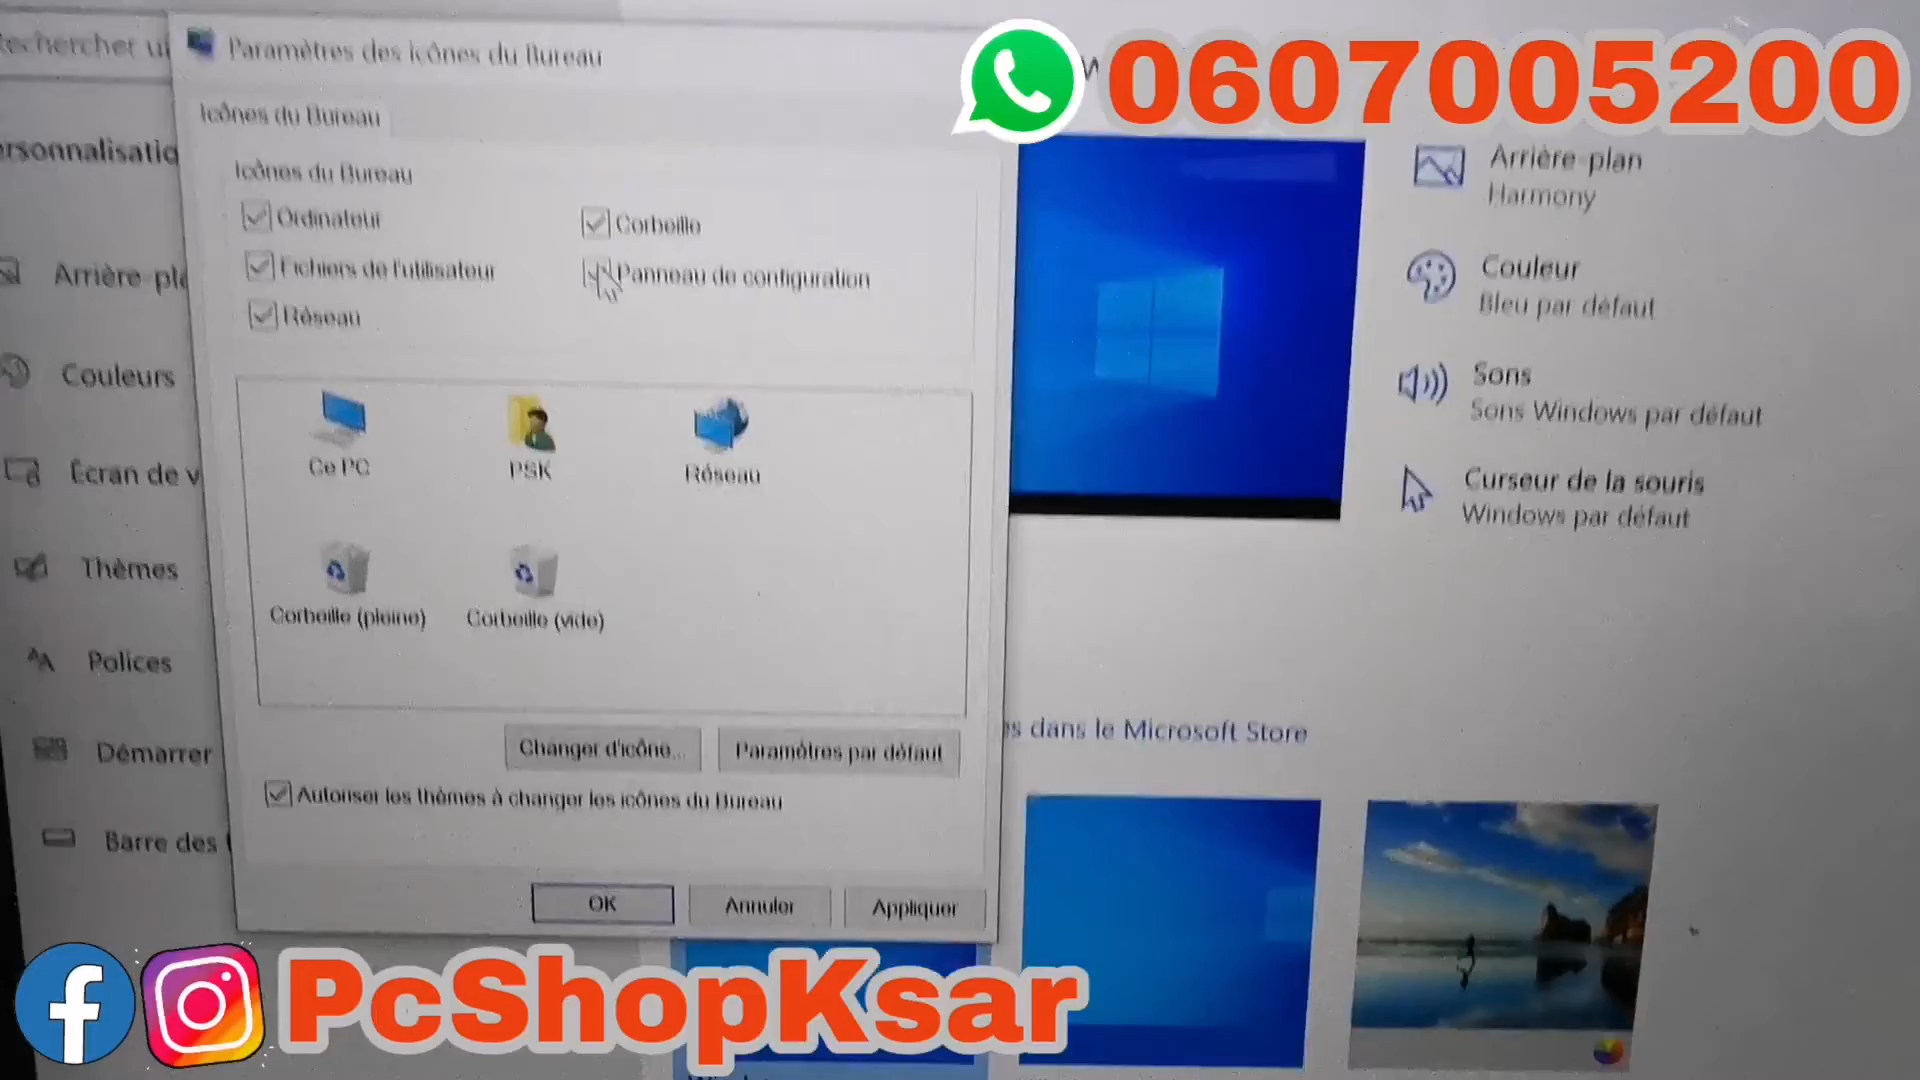 Rechercher u
Paramètres des icônes du Bureau
0607005200
Icônes du Bureau
Icônes du Bureau
Ordinateur
Corbeille
Fichiers de l'utilisateur
Panneau de configuration
Réseau
Ce PC
PSK
Réseau
Corbeille (pleine)
Corbeille (vide)
Changer d'icône...
Paramètres par défaut
Autoriser les thèmes à changer les icônes du Bureau
OK
Annuler
Appliquer
ersonnalisatio
Arrière-pla
Couleurs
Écran de v
Thèmes
Polices
Démarrer
Barre des
Arrière-plan
Harmony
Couleur
Bleu par défaut
Sons
Sons Windows par défaut
Curseur de la souris
Windows par défaut
s dans le Microsoft Store
PcShopKsar